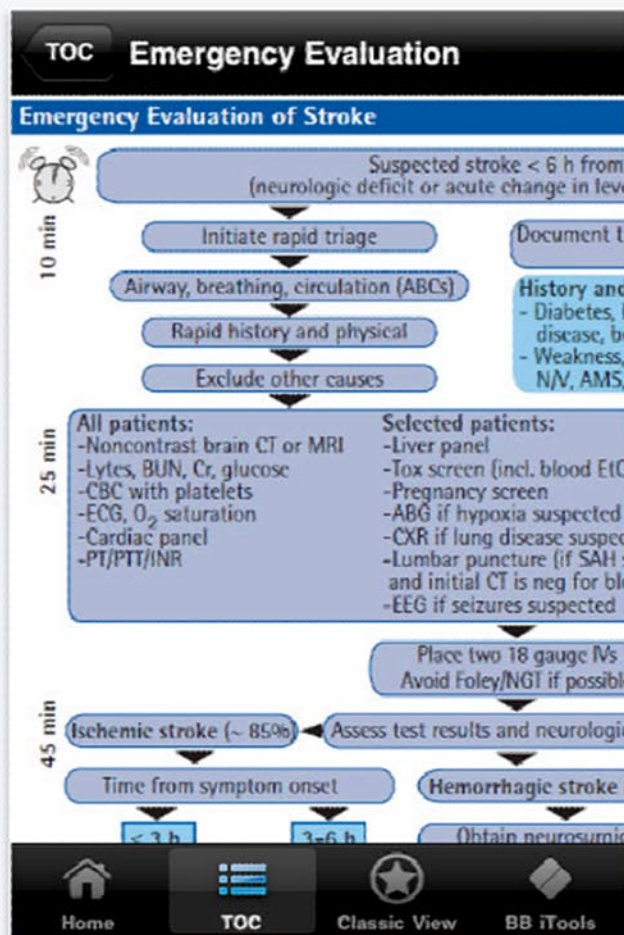 TOC
Emergency Evaluation
Emergency Evaluation of Stroke
Suspected stroke < 6 h from
(neurologic deficit or acute change in leve
10 min
Initiate rapid triage
Document t
Airway, breathing, circulation (ABCs)
History and
- Diabetes,
disease, b
- Weakness,
N/V, AMS,
Rapid history and physical
Exclude other causes
25 min
All patients:
-Noncontrast brain CT or MRI
-Lytes, BUN, Cr, glucose
-CBC with platelets
-ECG, O₂ saturation
-Cardiac panel
-PT/PTT/INR
Selected patients:
-Liver panel
-Tox screen (incl. blood EtO
-Pregnancy screen
-ABG if hypoxia suspected
-CXR if lung disease suspec
-Lumbar puncture (if SAH s
and initial CT is neg for blo
-EEG if seizures suspected
Place two 18 gauge IVs
Avoid Foley/NGT if possible
45 min
Ischemic stroke (~ 85%)
Assess test results and neurologic
Time from symptom onset
Hemorrhagic stroke
< 3 h
3-6 h
Obtain neurosurgic
Home
TOC
Classic View
BB iTools